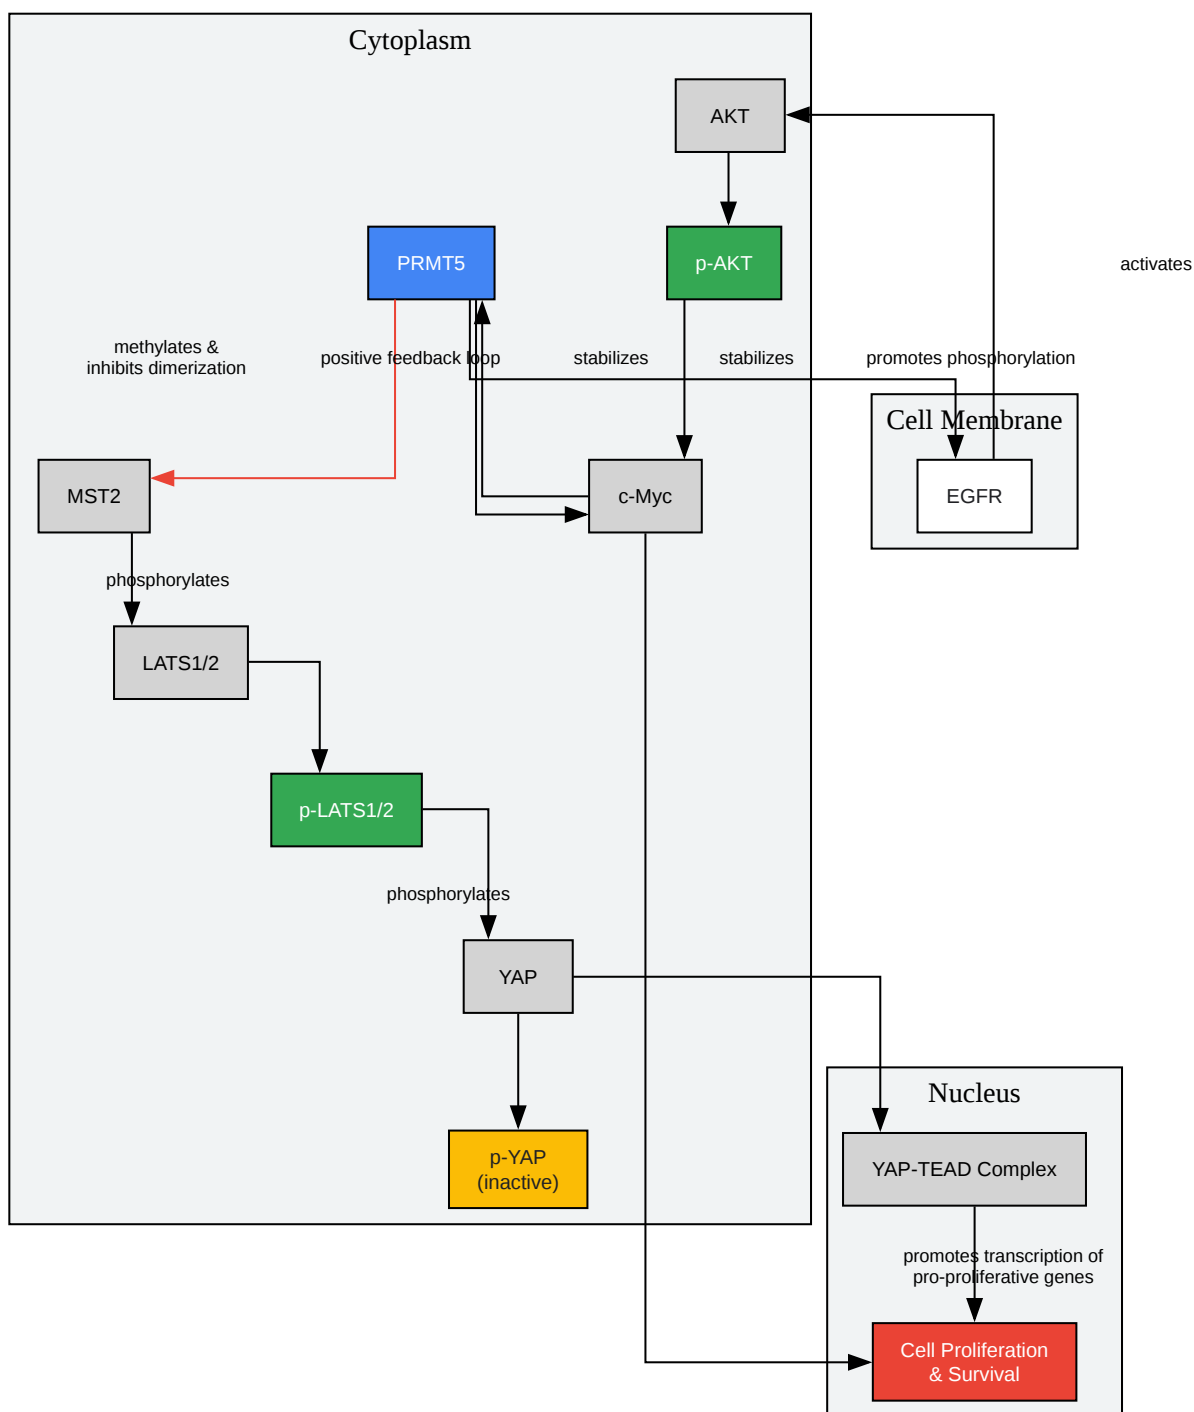 Cytoplasm
AKT
PRMT5
p-AKT
activates
methylates &
inhibits dimerization
positive feedback loop
stabilizes
stabilizes
promotes phosphorylation
Cell Membrane
MST2
c-Myc
EGFR
phosphorylates
LATS1/2
p-LATS1/2
phosphorylates
YAP
Nucleus
p-YAP
(inactive)
YAP-TEAD Complex
promotes transcription of
pro-proliferative genes
Cell Proliferation
& Survival